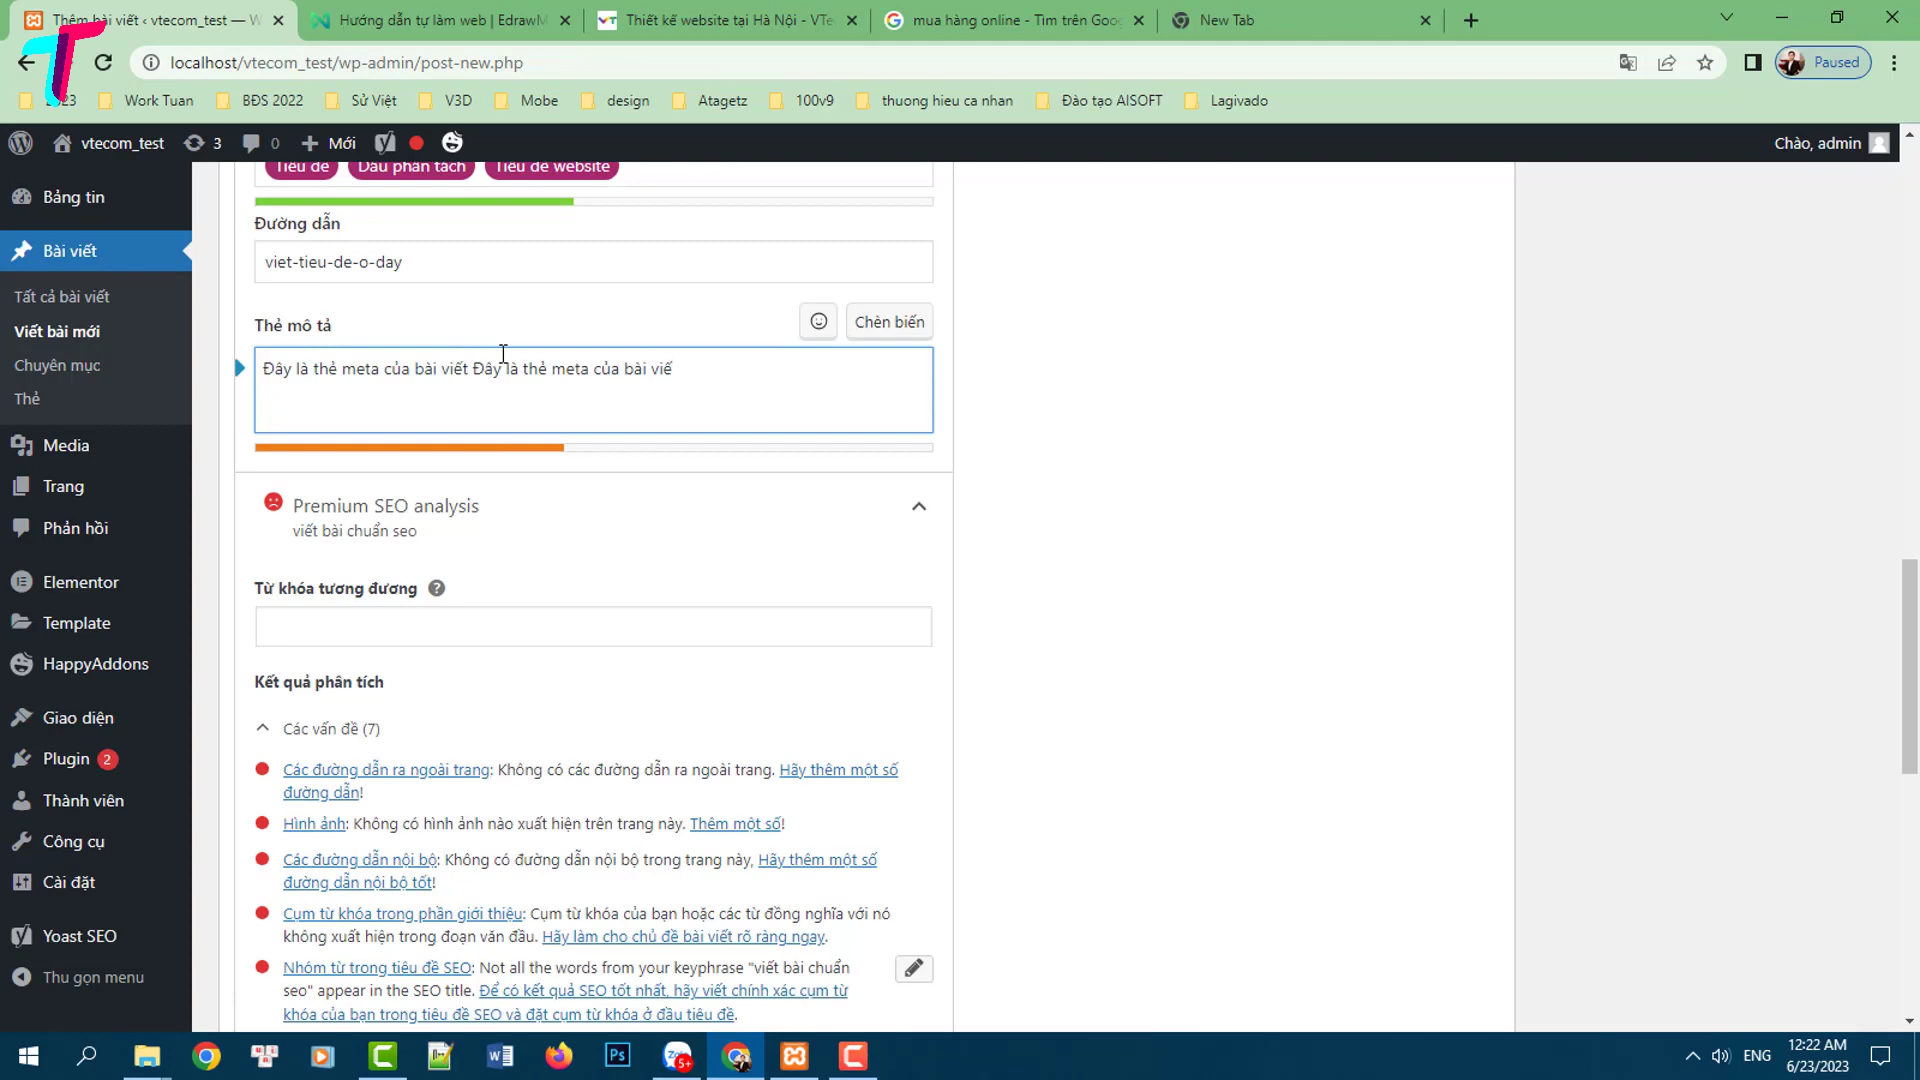 Thêm bài viết ‹ vtecom_test — W
Hướng dẫn tự làm web | EdrawM
Thiết kế website tại Hà Nội - VTe
mua hàng online - Tìm trên Goo
New Tab
localhost/vtecom_test/wp-admin/post-new.php
Paused
2023
Work Tuan
BĐS 2022
Sử Việt
V3D
Mobe
design
Atagetz
100v9
thuong hieu ca nhan
Đào tạo AISOFT
Lagivado
vtecom_test
3
0
Mới
Chào, admin
Bảng tin
Bài viết
Tất cả bài viết
Viết bài mới
Chuyên mục
Thẻ
Media
Trang
Phản hồi
Elementor
Template
HappyAddons
Giao diện
Plugin 2
Thành viên
Công cụ
Cài đặt
Yoast SEO
Thu gọn menu
Tiêu đề
Dấu phân tách
Tiêu đề website
Đường dẫn
viet-tieu-de-o-day
Thẻ mô tả
Chèn biến
Đây là thẻ meta của bài viết Đây là thẻ meta của bài viế
Premium SEO analysis
viết bài chuẩn seo
Từ khóa tương đương
Kết quả phân tích
Các vấn đề (7)
Các đường dẫn ra ngoài trang: Không có các đường dẫn ra ngoài trang. Hãy thêm một số
đường dẫn!
Hình ảnh: Không có hình ảnh nào xuất hiện trên trang này. Thêm một số!
Các đường dẫn nội bộ: Không có đường dẫn nội bộ trong trang này, Hãy thêm một số
đường dẫn nội bộ tốt!
Cụm từ khóa trong phần giới thiệu: Cụm từ khóa của bạn hoặc các từ đồng nghĩa với nó
không xuất hiện trong đoạn văn đầu. Hãy làm cho chủ đề bài viết rõ ràng ngay.
Nhóm từ trong tiêu đề SEO: Not all the words from your keyphrase "viết bài chuẩn
seo" appear in the SEO title. Để có kết quả SEO tốt nhất, hãy viết chính xác cụm từ
khóa của bạn trong tiêu đề SEO và đặt cụm từ khóa ở đầu tiêu đề.
ENG
12:22 AM
6/23/2023